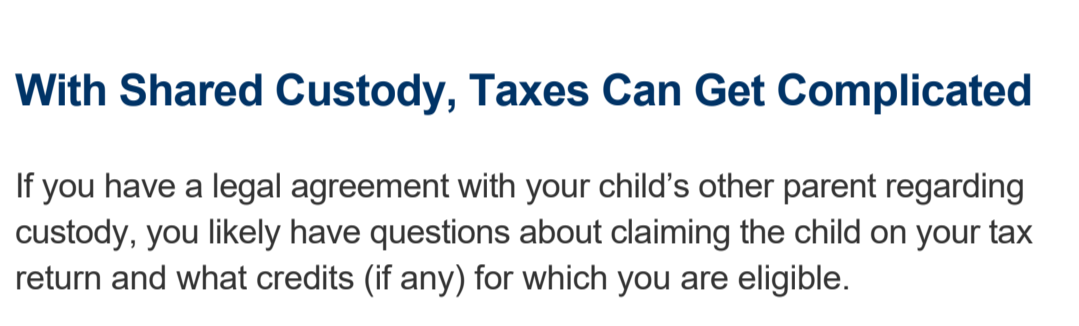 With Shared Custody, Taxes Can Get Complicated
If you have a legal agreement with your child’s other parent regarding
custody, you likely have questions about claiming the child on your tax
return and what credits (if any) for which you are eligible.